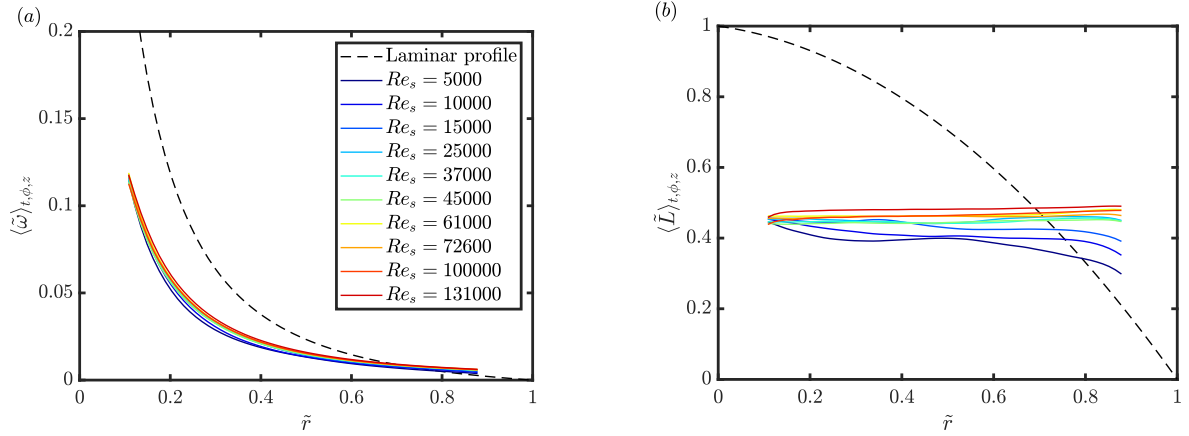 (a)
0.2
0.15
0.1
0.05
0
0
0.2
0.4
0.6
0.8
1
⟨ω̃⟩t,ϕ,z
r̃
Laminar profile
Re_s = 5000
Re_s = 10000
Re_s = 15000
Re_s = 25000
Re_s = 37000
Re_s = 45000
Re_s = 61000
Re_s = 72600
Re_s = 100000
Re_s = 131000
(b)
1
0.8
0.6
0.4
0.2
0
0
0.2
0.4
0.6
0.8
1
⟨L̃⟩t,ϕ,z
r̃